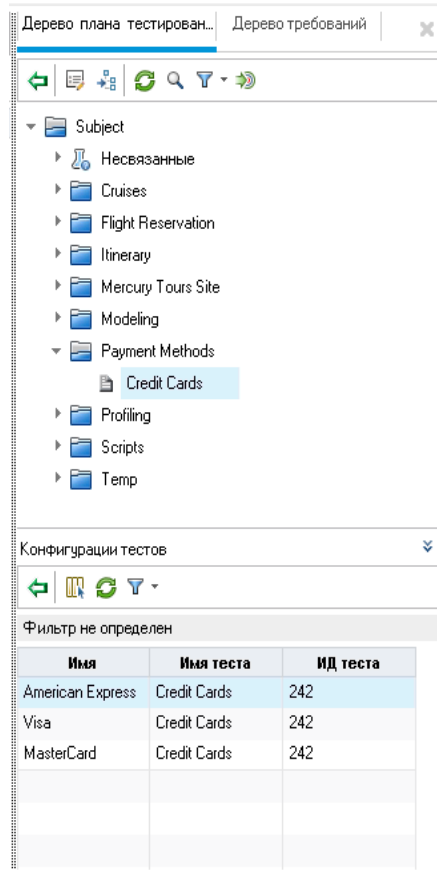 Дерево плана тестирован... Дерево требований
Subject
Несвязанные
Cruises
Flight Reservation
Itinerary
Mercury Tours Site
Modeling
Payment Methods
Credit Cards
Profiling
Scripts
Temp
Конфигурации тестов
Фильтр не определен
Имя Имя теста ИД теста
American Express Credit Cards 242
Visa Credit Cards 242
MasterCard Credit Cards 242